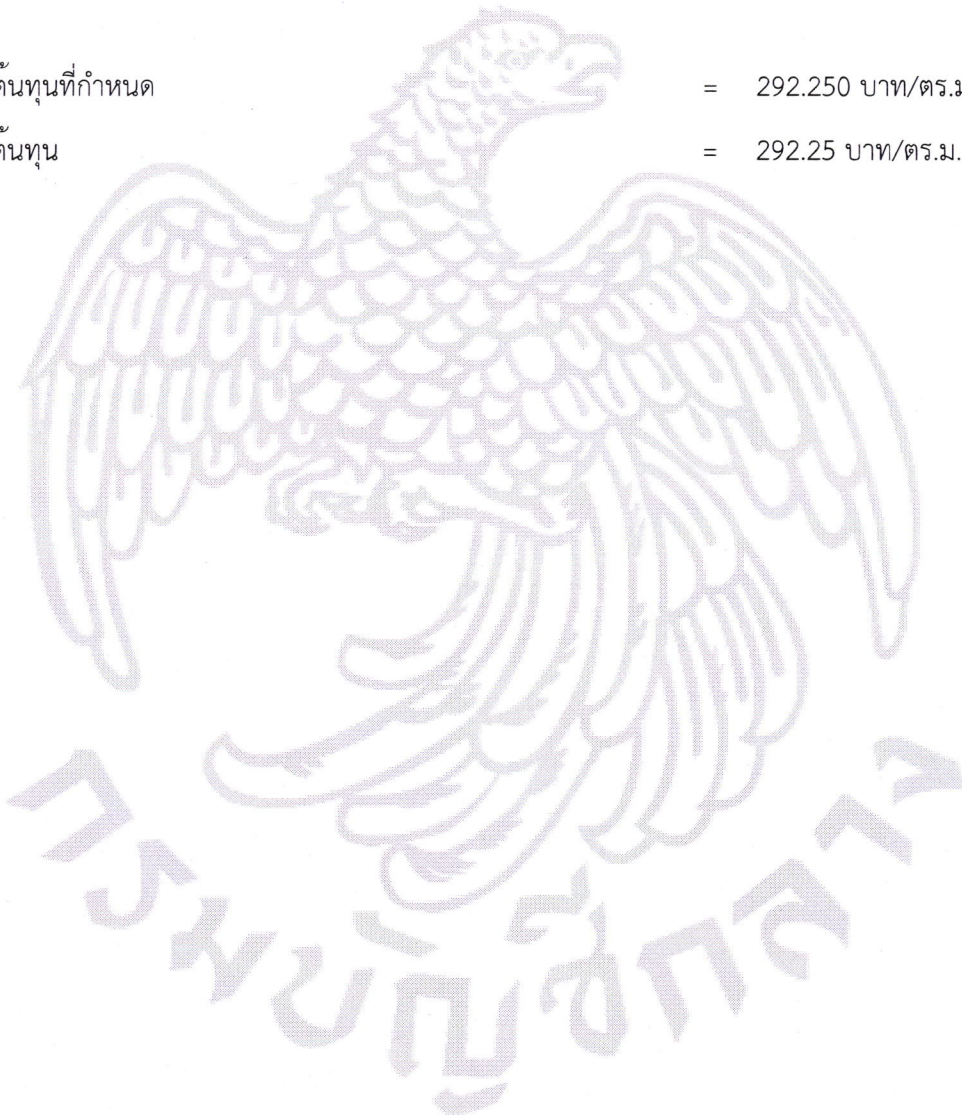 ต้นทุนที่กำหนด = 292.250 บาท/ตร.ม
ต้นทุน = 292.25 บาท/ตร.ม.
กรมบัญชีกลาง